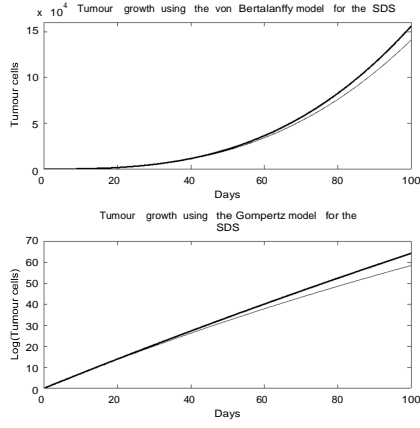 × 10⁴ Tumour growth using the von Bertalanffy model for the SDS
15
10
5
0
Tumour cells
0 20 40 60 80 100
Days
Tumour growth using the Gompertz model for the
SDS
70
60
50
40
30
20
10
0
Log(Tumour cells)
0 20 40 60 80 100
Days